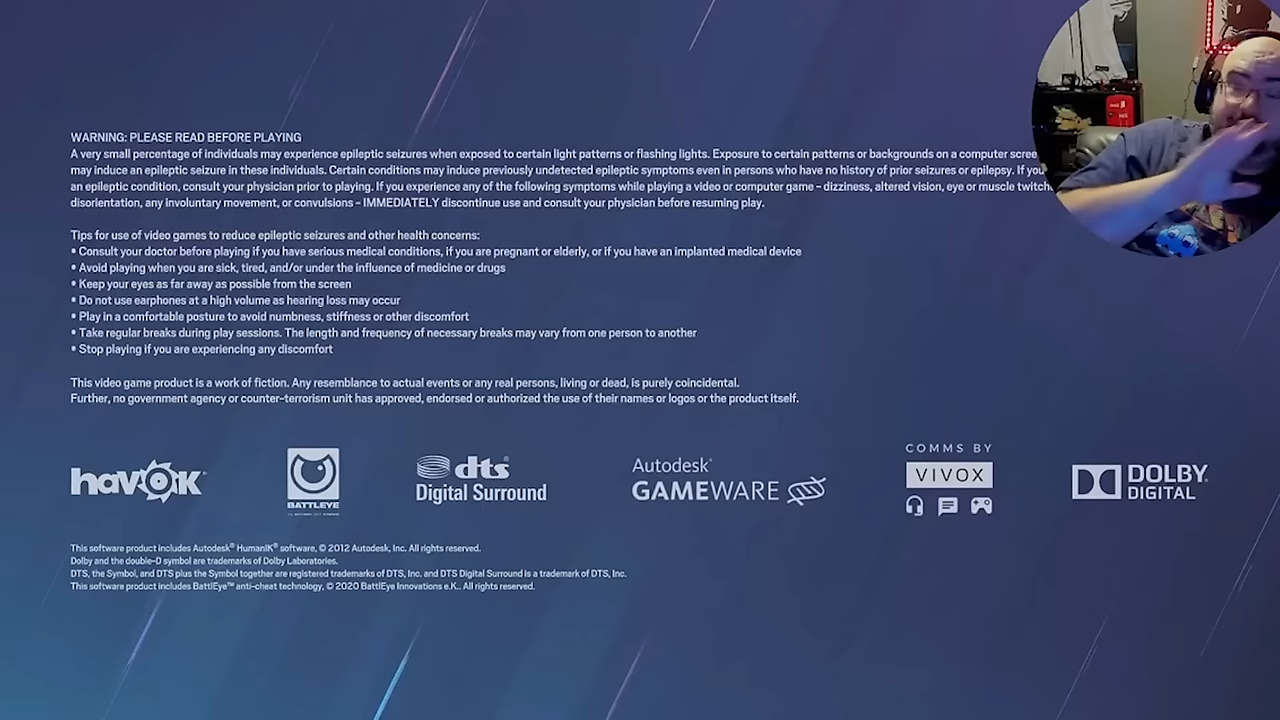 WARNING: PLEASE READ BEFORE PLAYING
A very small percentage of individuals may experience epileptic seizures when exposed to certain light patterns or flashing lights. Exposure to certain patterns or backgrounds on a computer
may induce an epileptic seizure in these individuals. Certain conditions may induce previously undetected epileptic symptoms even in persons who have no history of prior seizures or epilepsy. If you
an epileptic condition, consult your physician prior to playing. If you experience any of the following symptoms while playing a video or computer game - dizziness, altered vision, eye or muscle
disorientation, any involuntary movement, or convulsions - IMMEDIATELY discontinue use and consult your physician before resuming play.
Tips for use of video games to reduce epileptic seizures and other health concerns:
• Consult your doctor before playing if you have serious medical conditions, if you are pregnant or elderly, or if you have an implanted medical device
• Avoid playing when you are sick, tired, and/or under the influence of medicine or drugs
• Keep your eyes as far away as possible from the screen
• Do not use earphones at a high volume as hearing loss may occur
• Play in a comfortable posture to avoid numbness, stiffness or other discomfort
• Take regular breaks during play sessions. The length and frequency of necessary breaks may vary from one person to another
• Stop playing if you are experiencing any discomfort
This video game product is a work of fiction. Any resemblance to actual events or any real persons, living or dead, is purely coincidental.
Further, no government agency or counter-terrorism unit has approved, endorsed or authorized the use of their names or logos or the product itself.
COMMS BY
havok
BATTLEYE
dts®
Digital Surround
Autodesk®
GAMEWARE
VIVOX
DOLBY®
DIGITAL
This software product includes Autodesk® HumanIK® software, © 2012 Autodesk, Inc. All rights reserved.
Dolby and the double-D symbol are trademarks of Dolby Laboratories.
DTS, the Symbol, and DTS plus the Symbol together are registered trademarks of DTS, Inc. and DTS Digital Surround is a trademark of DTS, Inc.
This software product includes BattlEye™ anti-cheat technology, © 2020 BattlEye Innovations e.K.. All rights reserved.